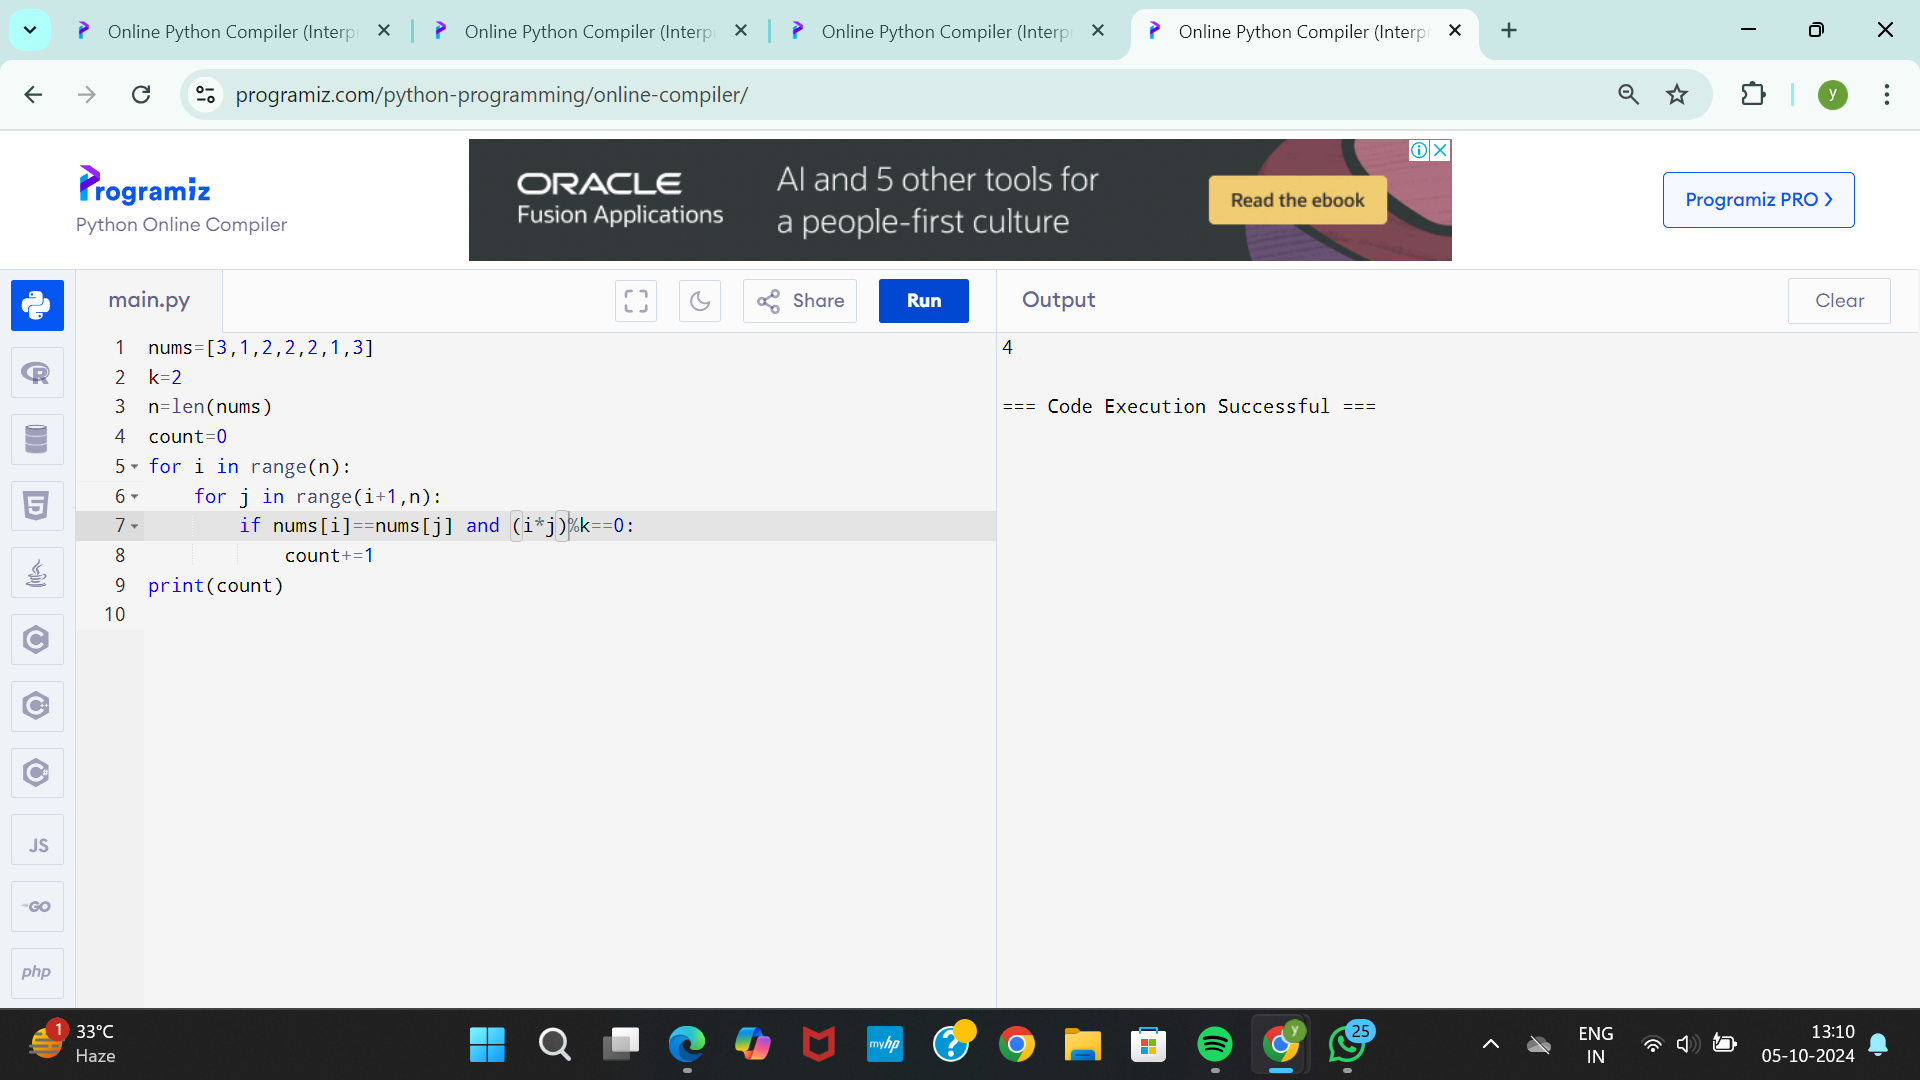 Online Python Compiler (Interp
Online Python Compiler (Interp
Online Python Compiler (Interp
Online Python Compiler (Interp
programiz.com/python-programming/online-compiler/
y
Programiz
Python Online Compiler
ORACLE
Fusion Applications
AI and 5 other tools for
a people-first culture
Read the ebook
Programiz PRO
main.py
Share
Run
Output
Clear
1 nums=[3,1,2,2,2,1,3]
2 k=2
3 n=len(nums)
4 count=0
5 for i in range(n):
6 for j in range(i+1,n):
7 if nums[i]==nums[j] and (i*j)%k==0:
8 count+=1
9 print(count)
10
4
=== Code Execution Successful ===
R
5
C
C
C#
JS
GO
php
1
33°C
Haze
myhp
?
y
25
ENG
IN
13:10
05-10-2024